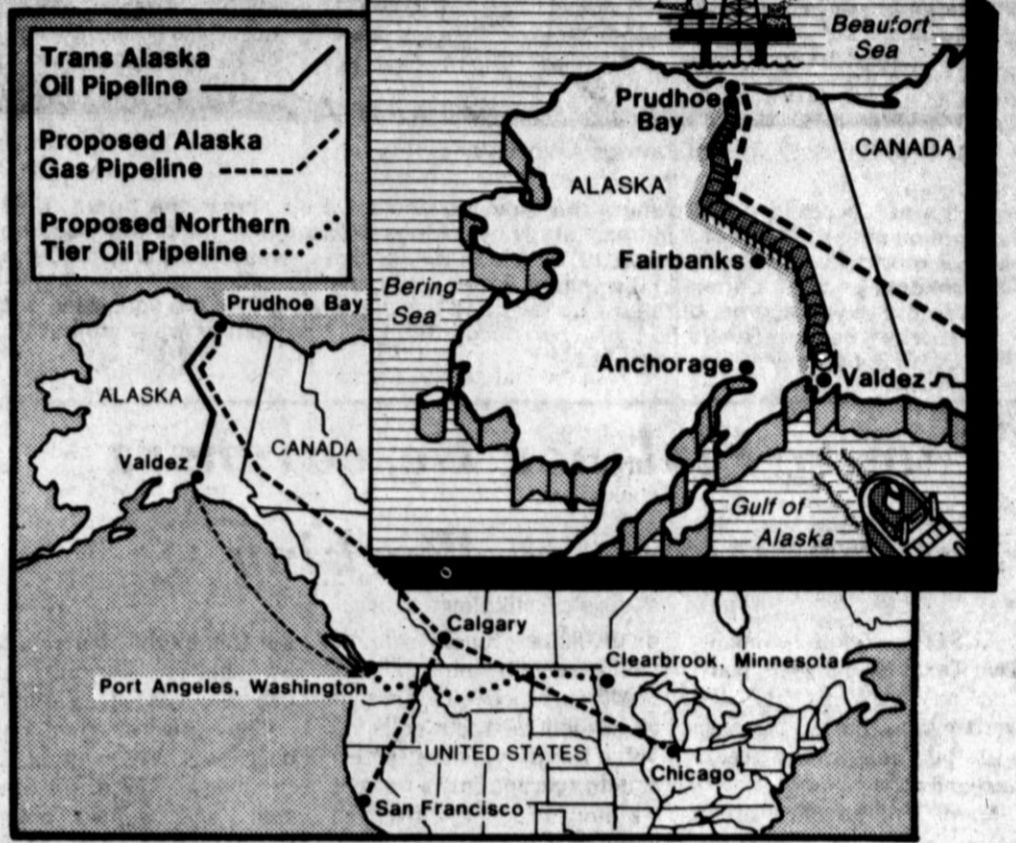 Trans Alaska
Oil Pipeline
Proposed Alaska
Gas Pipeline
Proposed Northern
Tier Oil Pipeline
Beaufort
Sea
Prudhoe
Bay
CANADA
ALASKA
Fairbanks
Bering
Sea
Anchorage
Valdez
Gulf of
Alaska
Prudhoe Bay
ALASKA
CANADA
Valdez
Calgary
Clearbrook, Minnesota
Port Angeles, Washington
UNITED STATES
Chicago
San Francisco